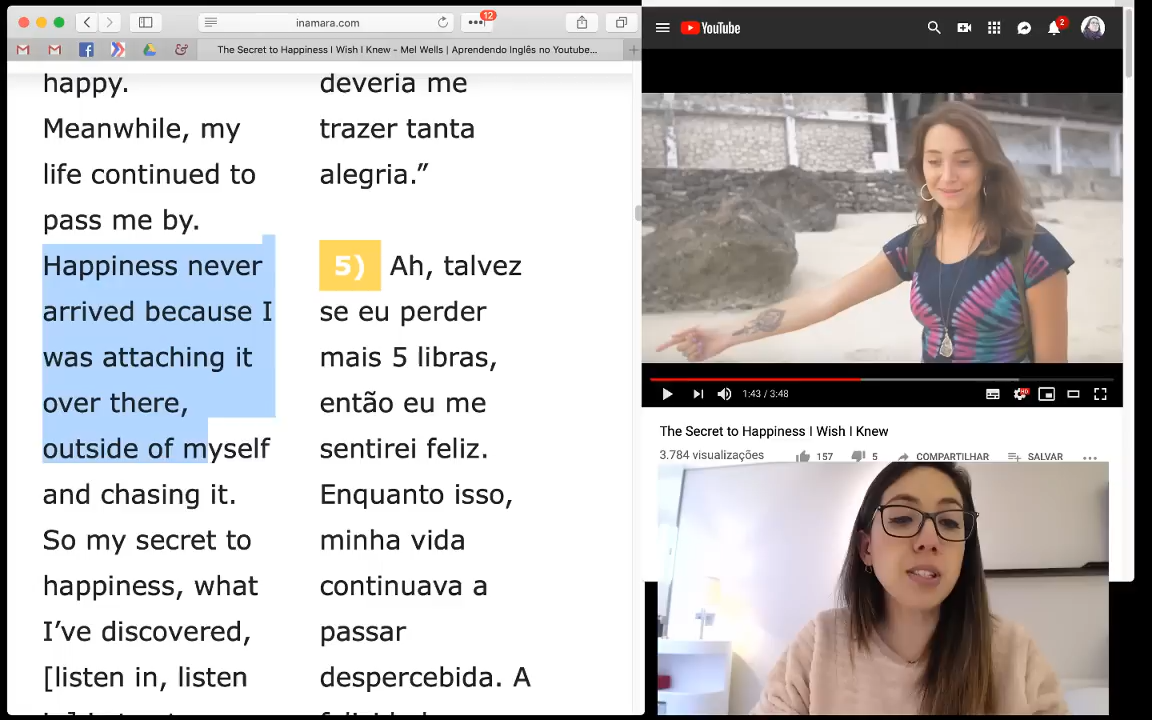 inamara.com
12
The Secret to Happiness I Wish I Knew - Mel Wells | Aprendendo Inglês no Youtube...
happy.
Meanwhile, my
life continued to
pass me by.
Happiness never
arrived because I
was attaching it
over there,
outside of myself
and chasing it.
So my secret to
happiness, what
I’ve discovered,
[listen in, listen
deveria me
trazer tanta
alegria.”
5) Ah, talvez
se eu perder
mais 5 libras,
então eu me
sentirei feliz.
Enquanto isso,
minha vida
continuava a
passar
despercebida. A
YouTube
2
1:43 / 3:48
HD
The Secret to Happiness I Wish I Knew
3.784 visualizações
157
5
COMPARTILHAR
SALVAR